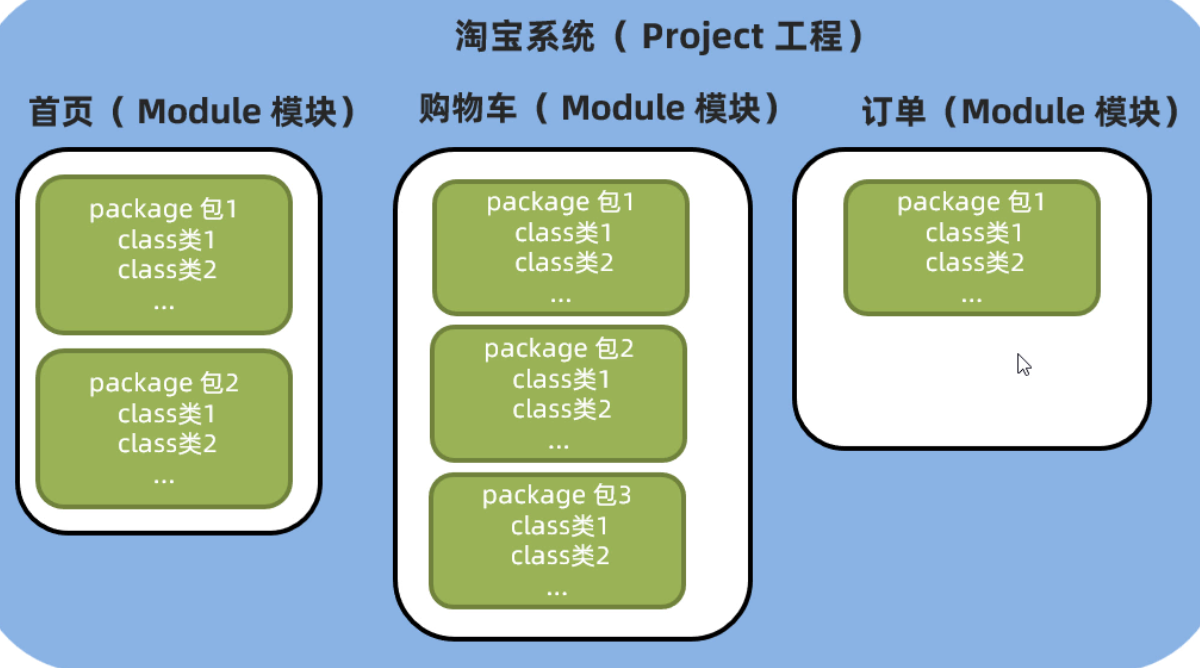 淘宝系统（ Project 工程）
首页（ Module 模块）
package 包1
class类1
class类2
...
package 包2
class类1
class类2
...
购物车（ Module 模块）
package 包1
class类1
class类2
...
package 包2
class类1
class类2
...
package 包3
class类1
class类2
...
订单（Module 模块）
package 包1
class类1
class类2
...